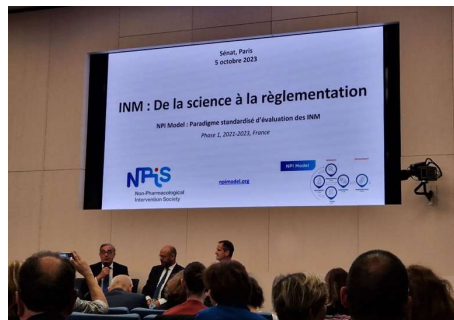 Sénat, Paris
5 octobre 2023
INM : De la science à la règlementation
NPI Model : Paradigme standardisé d'évaluation des INM
Phase 1, 2021-2023, France
NPIS
Non-Pharmacological
Intervention Society
npimodel.org
NPI Model